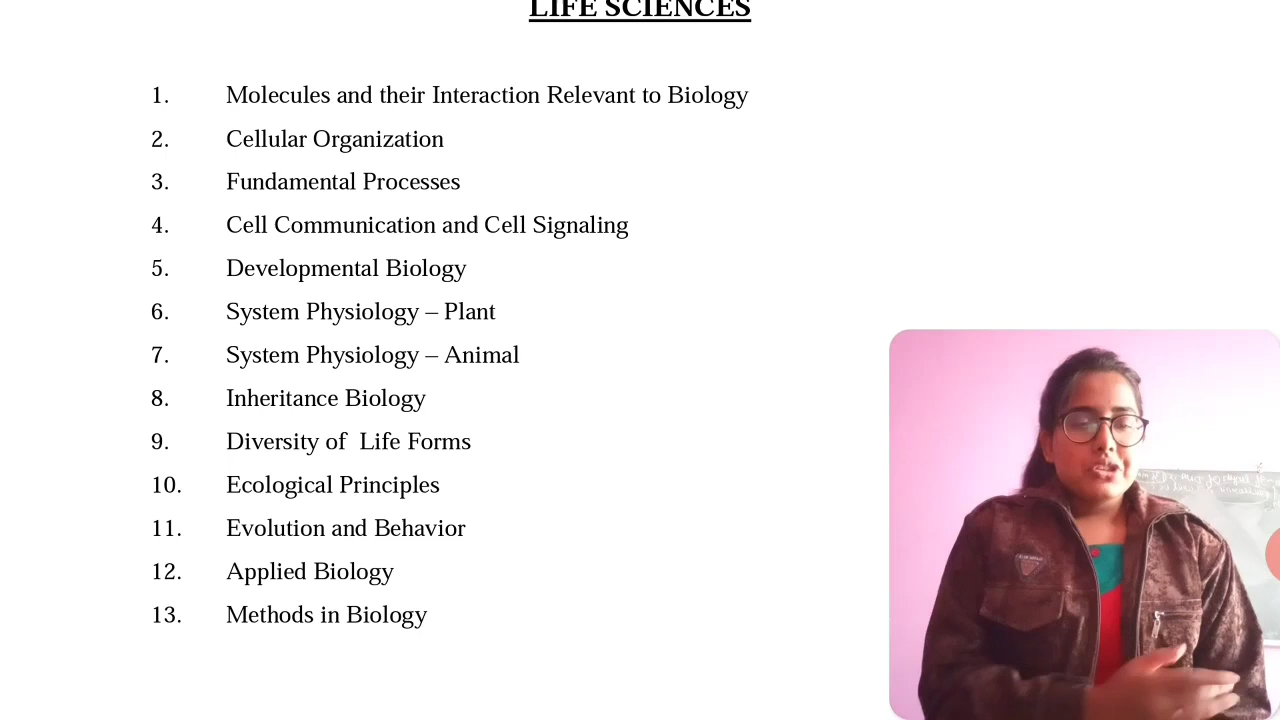 LIFE SCIENCES
1. Molecules and their Interaction Relevant to Biology
2. Cellular Organization
3. Fundamental Processes
4. Cell Communication and Cell Signaling
5. Developmental Biology
6. System Physiology – Plant
7. System Physiology – Animal
8. Inheritance Biology
9. Diversity of  Life Forms
10. Ecological Principles
11. Evolution and Behavior
12. Applied Biology
13. Methods in Biology